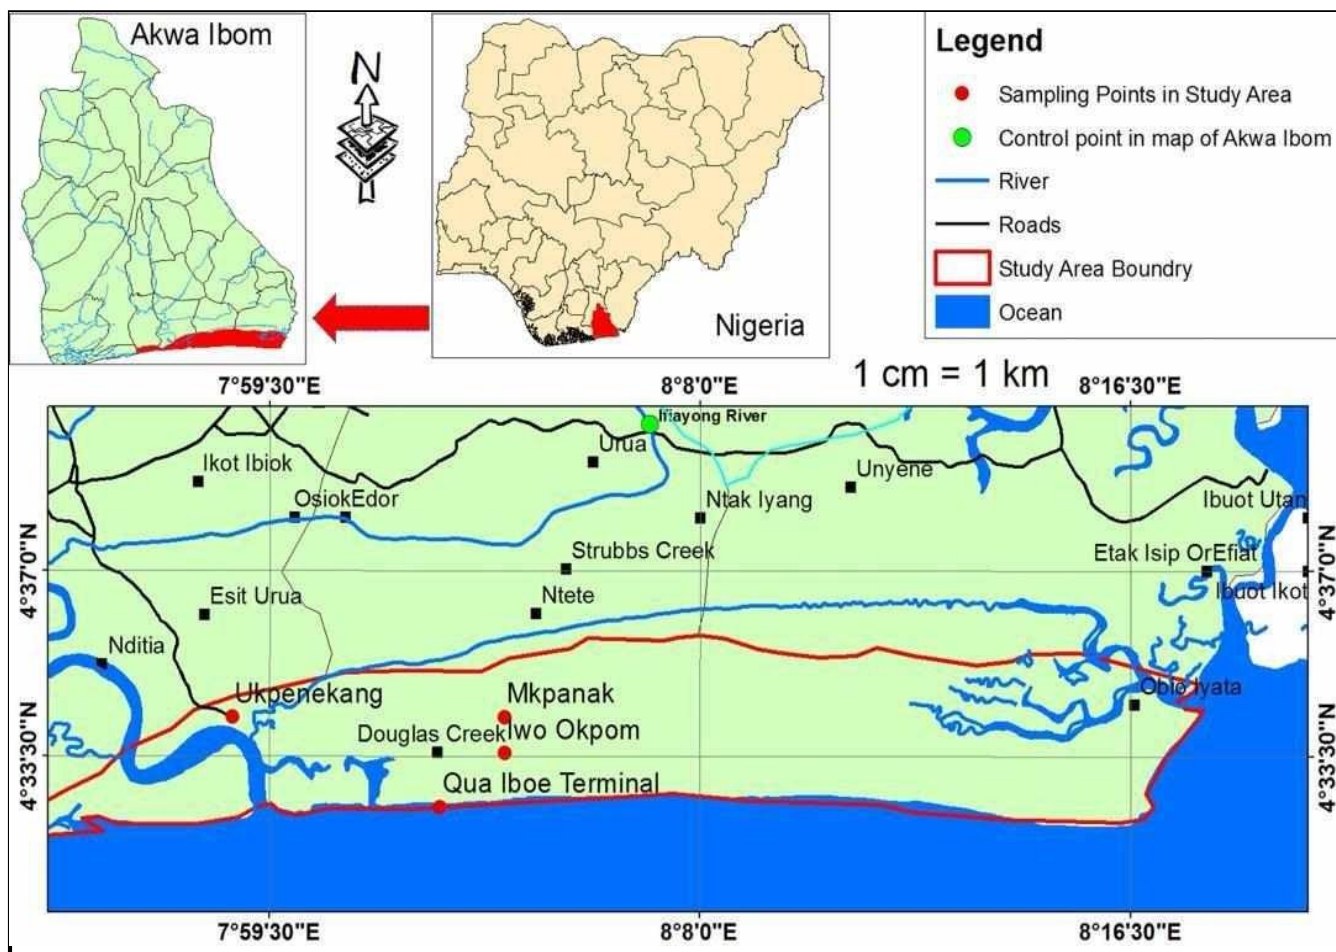 Akwa Ibom
N
Nigeria
Legend
Sampling Points in Study Area
Control point in map of Akwa Ibom
River
Roads
Study Area Boundry
Ocean
1 cm = 1 km
7°59'30"E
8°8'0"E
8°16'30"E
River
Urua
Ikot Ibiok
Unyene
OsiokEdor
Ntak Iyang
Ibuot Utan
4°37'0"N
Strubbs Creek
Etak Isip OrEfiat
4°37'0"N
Esit Urua
Ntete
Ibuot Ikot
Nditia
Ukpenekang
Mkpanak
Obio Iyata
Douglas Creek
Iwo Okpom
4°33'30"N
Qua Iboe Terminal
4°33'30"N
7°59'30"E
8°8'0"E
8°16'30"E